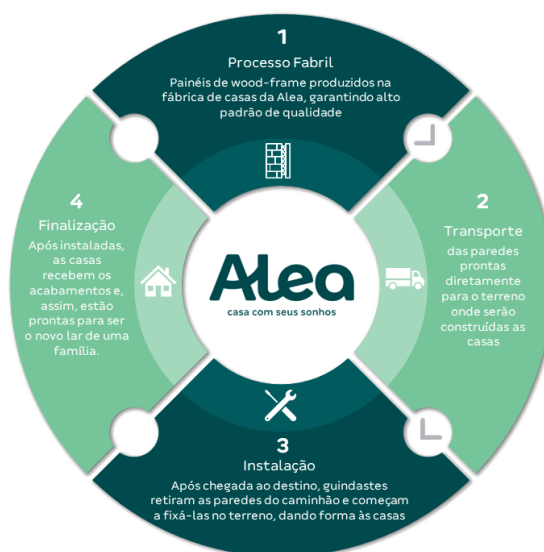 1
Processo Fabril
Painéis de wood-frame produzidos na
fábrica de casas da Alea, garantindo alto
padrão de qualidade
2
Transporte
das paredes
prontas
diretamente
para o terreno
onde serão
construídas as
casas
3
Instalação
Após chegada ao destino, guindastes
retiram as paredes do caminhão e começam
a fixá-las no terreno, dando forma às casas
4
Finalização
Após instaladas,
as casas
recebem os
acabamentos e,
assim, estão
prontas para ser
o novo lar de uma
família.
Alea
casa com seus sonhos